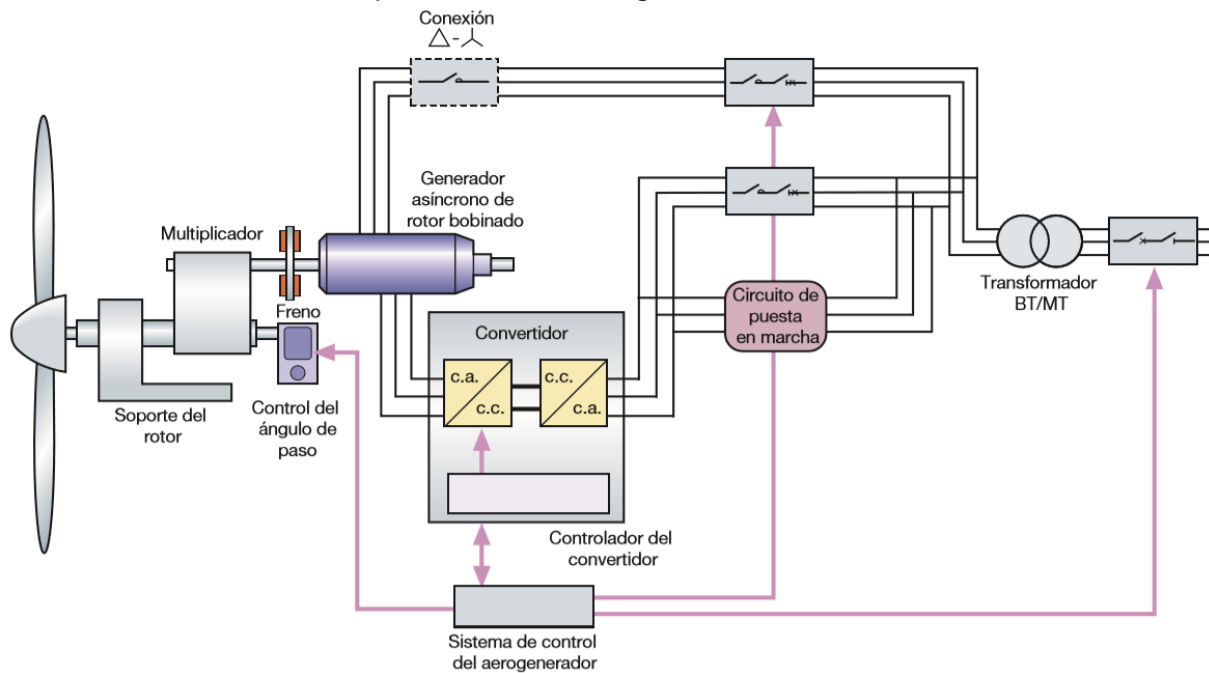 Conexión
Generador
asíncrono de
rotor bobinado
Multiplicador
Freno
Convertidor
Circuito de
puesta
en marcha
Transformador
BT/MT
c.a.
c.c.
c.c.
c.a.
Soporte del
rotor
Control del
ángulo de
paso
Controlador del
convertidor
Sistema de control
del aerogenerador